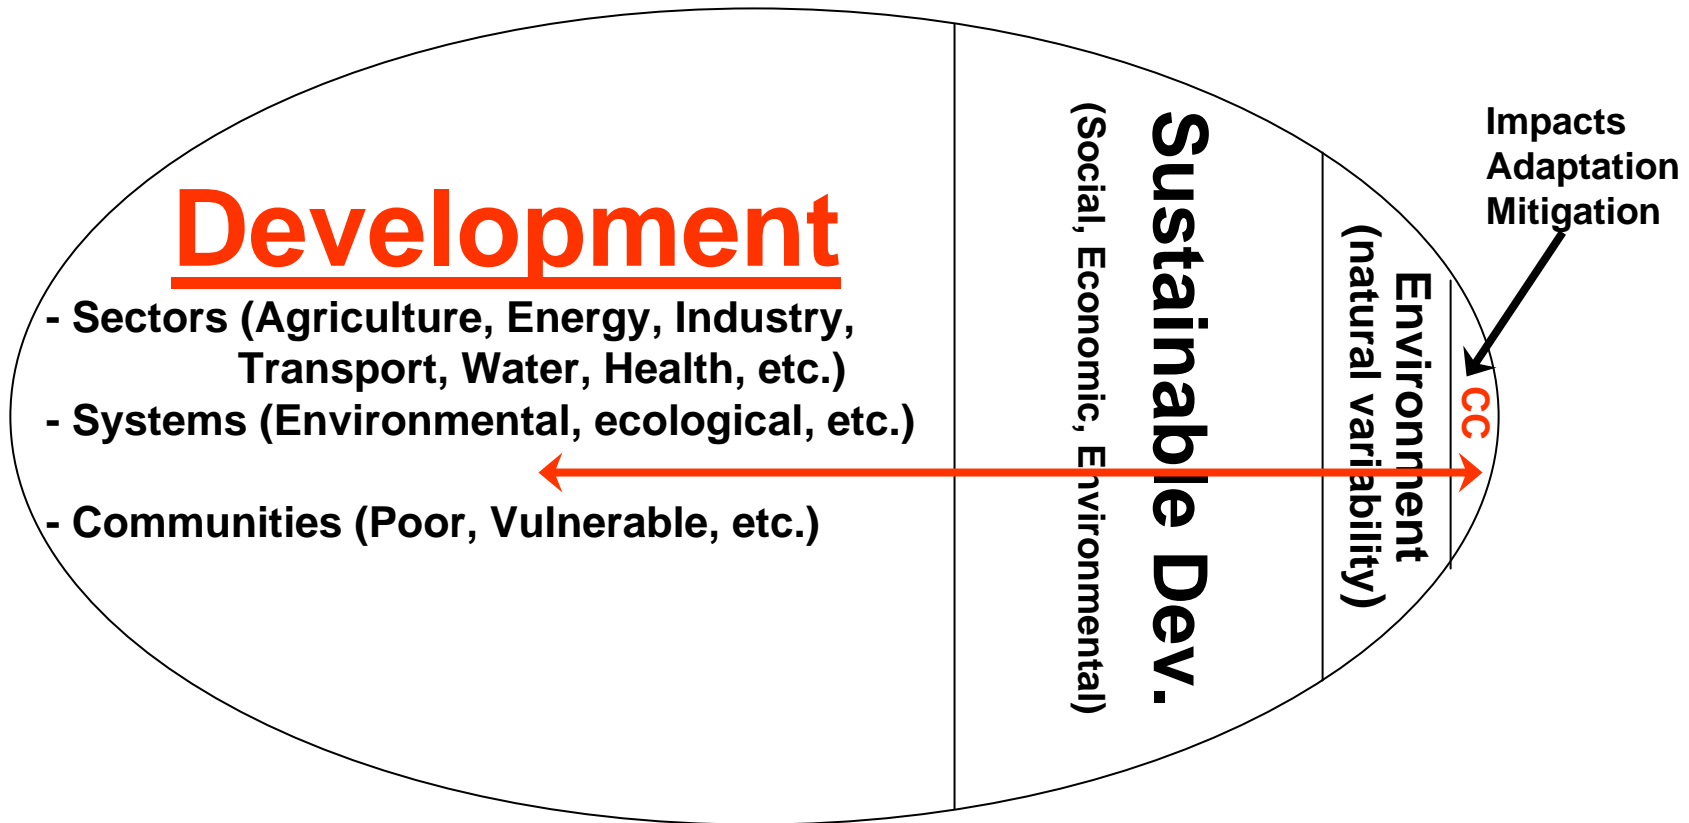 Development
- Sectors (Agriculture, Energy, Industry,
Transport, Water, Health, etc.)
- Systems (Environmental, ecological, etc.)
- Communities (Poor, Vulnerable, etc.)
Sustainable Dev.
(Social, Economic, Environmental)
Environment
(natural variability)
CC
Impacts
Adaptation
Mitigation